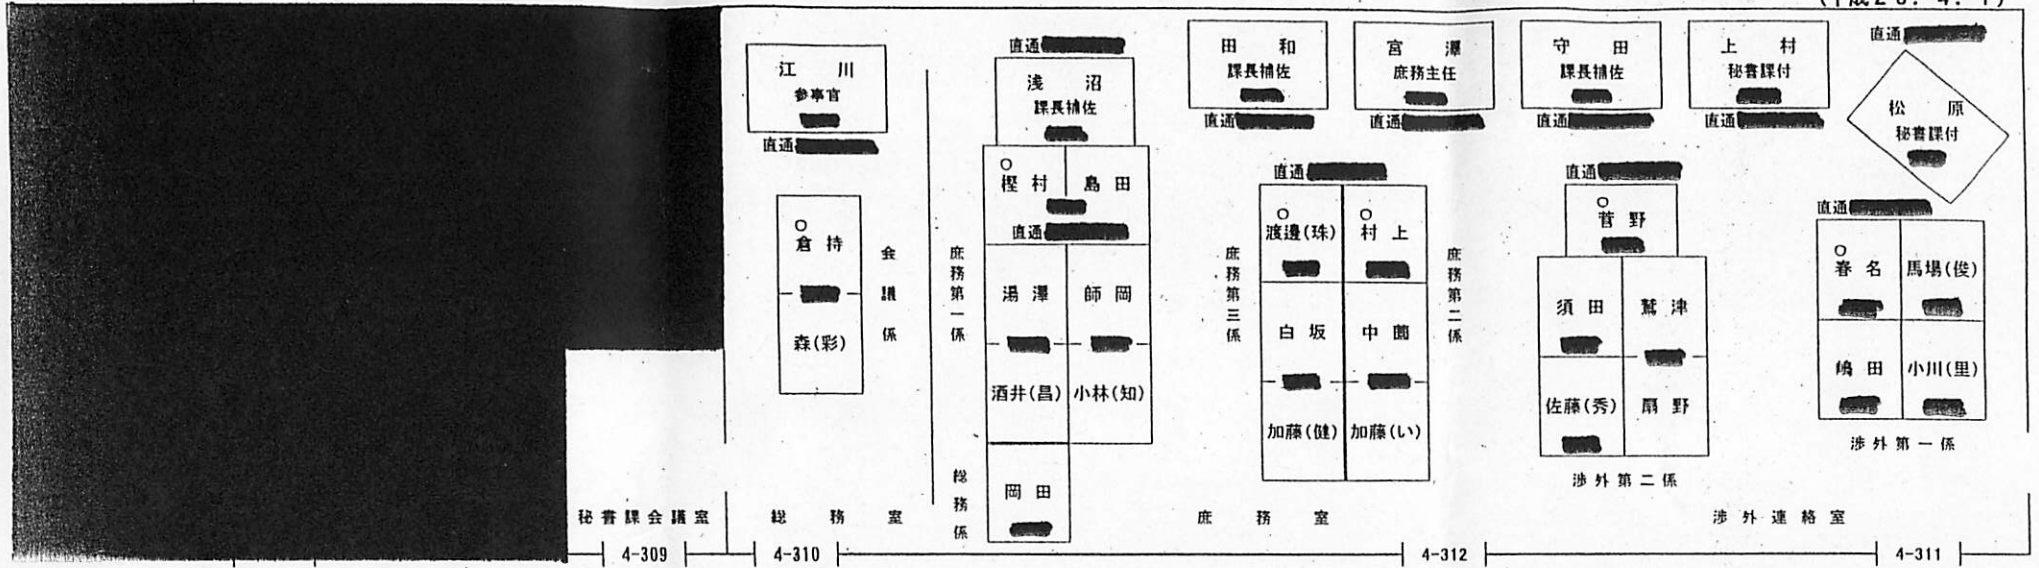 江川
参事官
直通
○
倉持
森(彩)
会議係
直通
浅沼
課長補佐
○
樫村 島田
直通
庶務第一係
湯澤 師岡
酒井(昌) 小林(知)
総務係
岡田
田和
課長補佐
直通
宮澤
庶務主任
直通
守田
課長補佐
直通
上村
秘書課付
直通
直通
松原
秘書課付
直通
○ ○
渡邉(珠) 村上
庶務第三係
庶務第二係
白坂 中薗
加藤(健) 加藤(い)
直通
○
菅野
須田 鷲津
佐藤(秀) 扇野
渉外第二係
直通
○
春名 馬場(俊)
嶋田 小川(里)
渉外第一係
秘書課会議室 総務室 庶務室 渉外連絡室
4-309 4-310 4-312 4-311